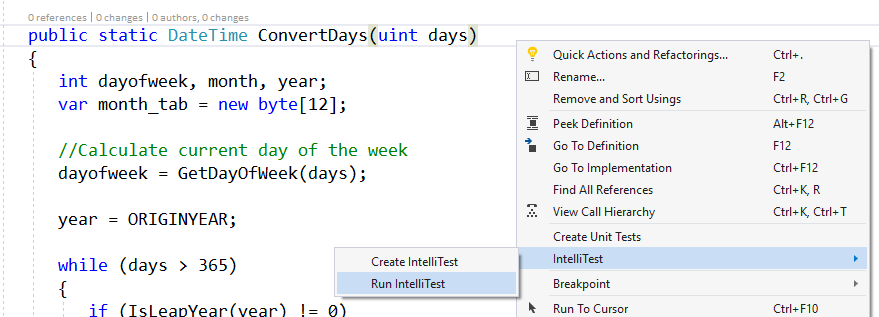 0 references | 0 changes | 0 authors, 0 changes
public static DateTime ConvertDays(uint days)
{
int dayofweek, month, year;
var month_tab = new byte[12];
//Calculate current day of the week
dayofweek = GetDayOfWeek(days);
year = ORIGINYEAR;
while (days > 365)
{
if (IsLeapYear(year) != 0)
Quick Actions and Refactorings... Ctrl+.
Rename... F2
Remove and Sort Usings Ctrl+R, Ctrl+G
Peek Definition Alt+F12
Go To Definition F12
Go To Implementation Ctrl+F12
Find All References Ctrl+K, R
View Call Hierarchy Ctrl+K, Ctrl+T
Create Unit Tests
IntelliTest
Breakpoint
Run To Cursor Ctrl+F10
Create IntelliTest
Run IntelliTest